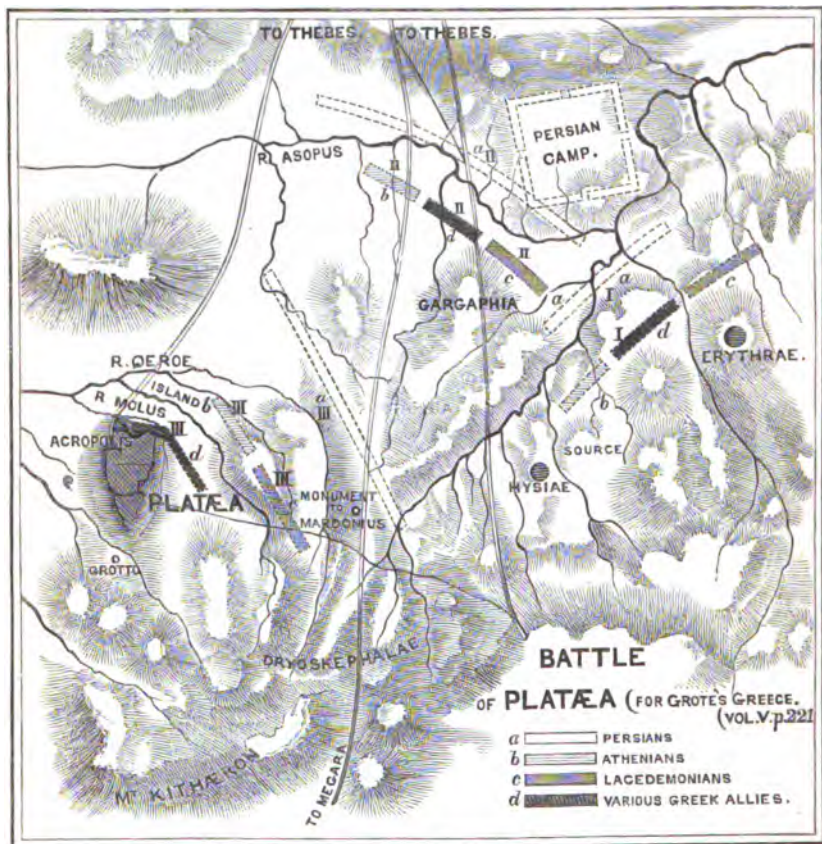 TO THEBES.
TO THEBES.
PERSIAN
CAMP.
a II
RI. ASOPUS
II
b
II
d
II
c
GARGAPHIA
a
a
I
c
I
d
b
ERYTHRAE.
R. OEROE
ISLAND
b
III
R MOLUS
III
d
ACROPOLIS
PLATÆA
a
III
III
c
MONUMENT
TO
MARDONIUS
HYSIAE
SOURCE
GROTTO
DRYOSKEPHALAE
MT KITHÆRON
TO MEGARA
BATTLE
OF PLATÆA (FOR GROTE'S GREECE.
(VOL.V.p.221
a PERSIANS
b ATHENIANS
c LACEDEMONIANS
d VARIOUS GREEK ALLIES.